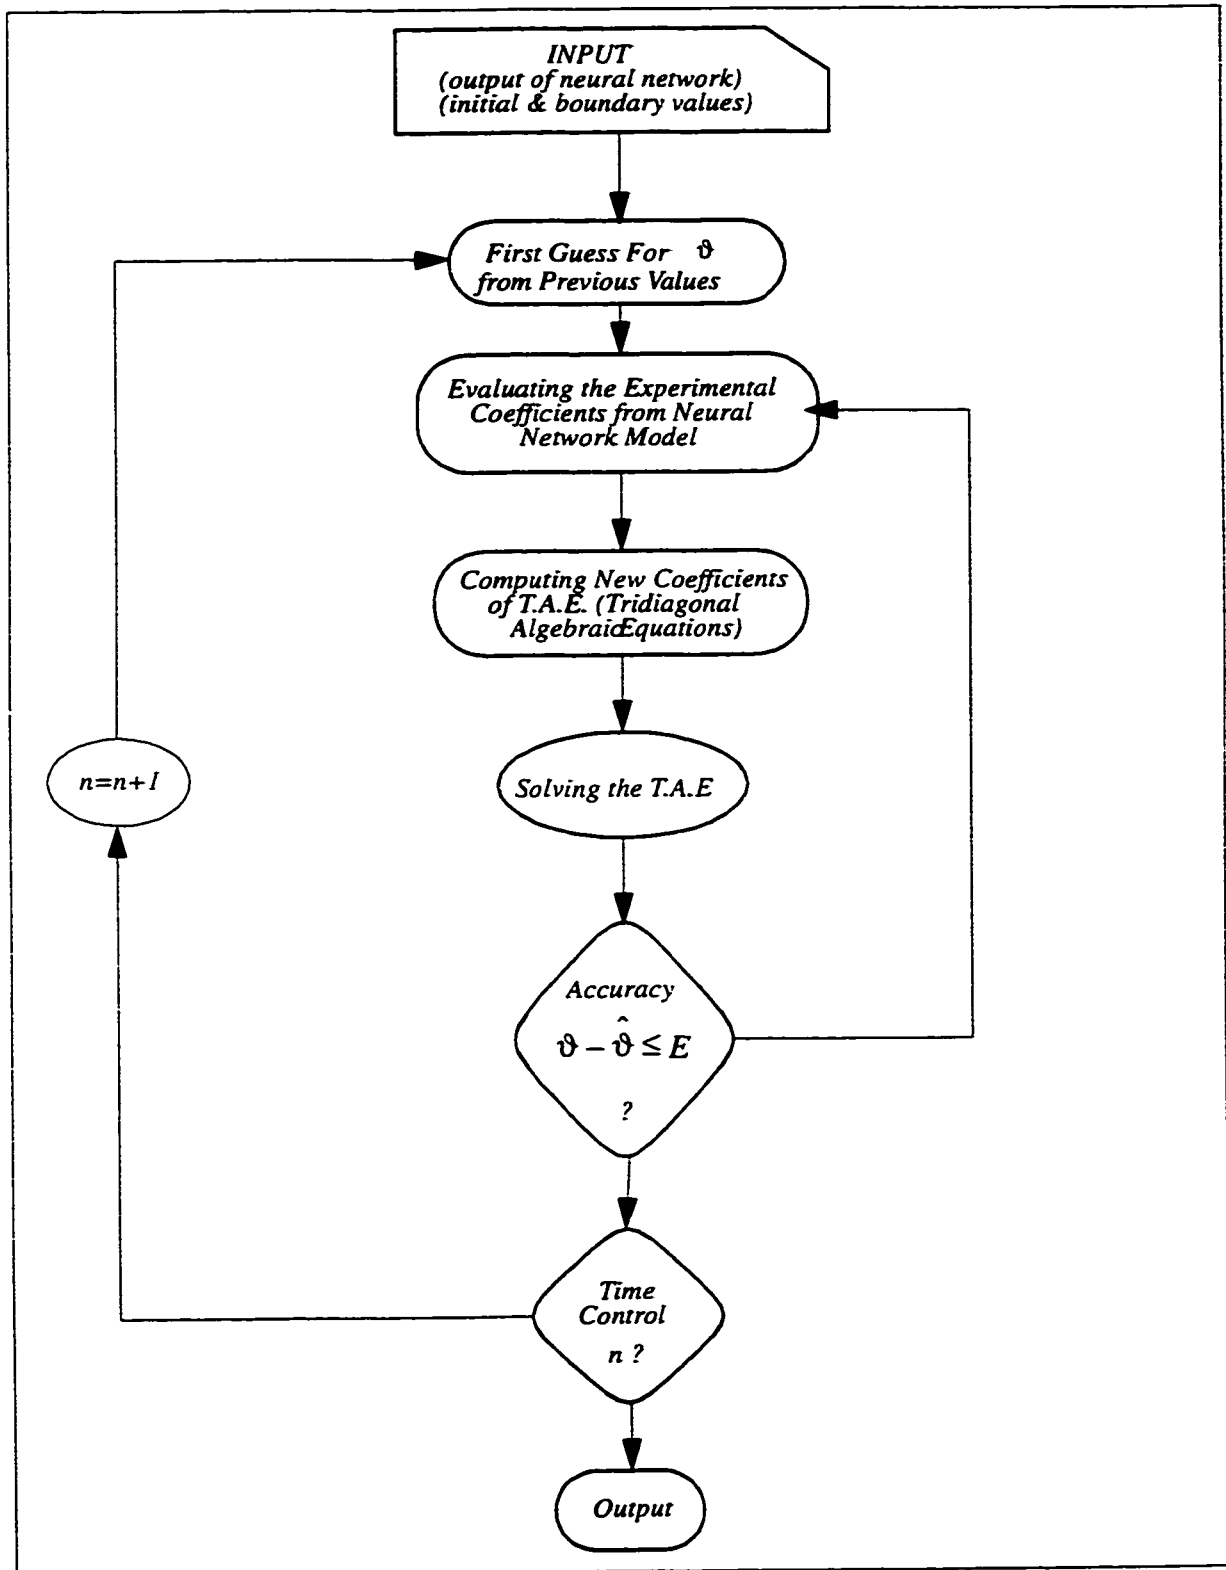 INPUT
(output of neural network)
(initial & boundary values)
First Guess For ϑ
from Previous Values
Evaluating the Experimental
Coefficients from Neural
Network Model
Computing New Coefficients
of T.A.E. (Tridiagonal
AlgebraicEquations)
n=n+1
Solving the T.A.E
Accuracy
ϑ – ϑ̂ ≤ E
?
Time
Control
n ?
Output